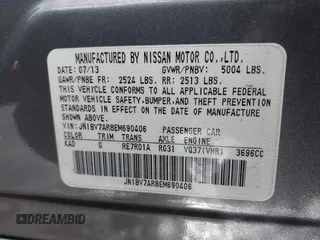 MANUFACTURED BY NISSAN MOTOR CO.,LTD.
DATE: 07/13 GVWR/PNBV: 5004 LBS.
GAWR/PNBE FR: 2524 LBS. RR: 2513 LBS.
THIS VEHICLE CONFORMS TO ALL APPLICABLE FEDERAL
MOTOR VEHICLE SAFETY, BUMPER, AND THEFT PREVENTION
STANDARDS IN EFFECT ON THE DATE OF MANUFACTURE
SHOWN ABOVE.
VIN: JN1BV7AR8EM690406 PASSENGER CAR
COLOR TRIM TRANS AXLE ENGINE
KAD G RE7R01A RG31 VQ37(VHR) 3696CC
JN1BV7AR8EM690406
DREAMBID